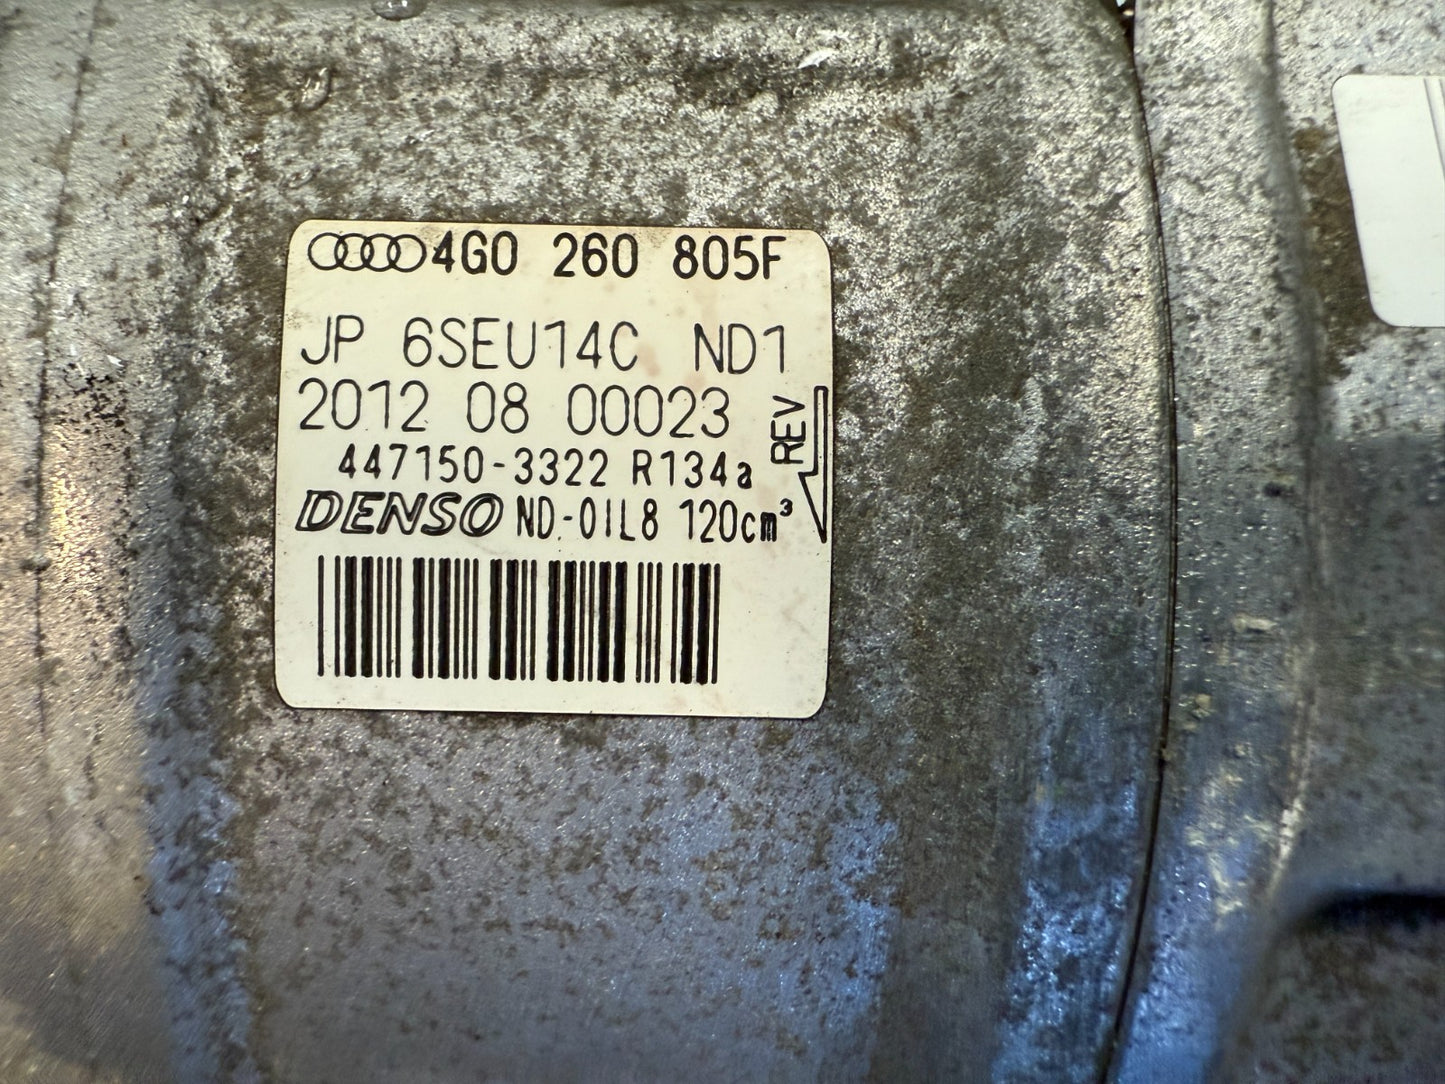 4G0 260 805F
JP 6SEU14C ND1
2012 08 00023
REV
447150-3322 R134a
DENSO ND-OIL8 120cm³